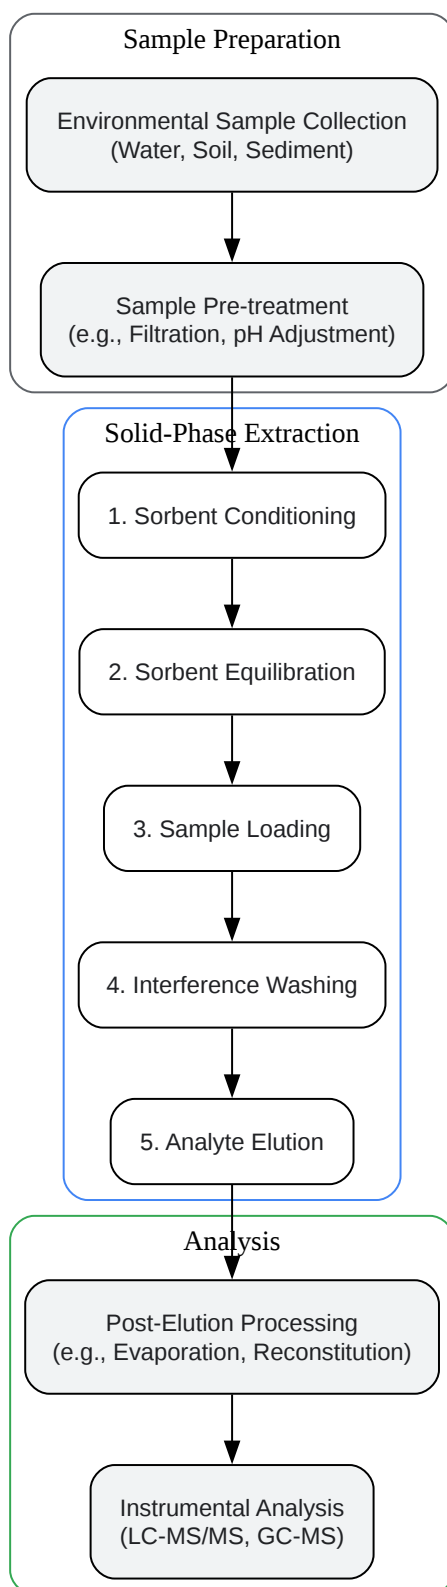 Sample Preparation
Environmental Sample Collection
(Water, Soil, Sediment)
Sample Pre-treatment
(e.g., Filtration, pH Adjustment)
Solid-Phase Extraction
1. Sorbent Conditioning
2. Sorbent Equilibration
3. Sample Loading
4. Interference Washing
5. Analyte Elution
Analysis
Post-Elution Processing
(e.g., Evaporation, Reconstitution)
Instrumental Analysis
(LC-MS/MS, GC-MS)